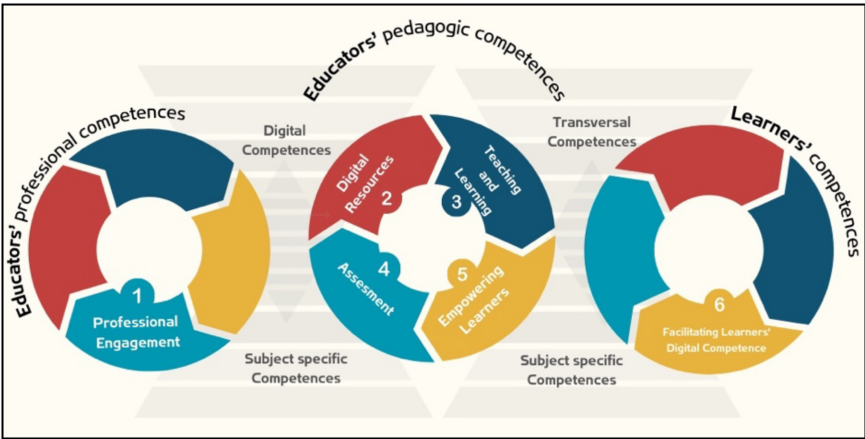 Educators' professional competences
1
Professional
Engagement
Digital
Competences
Subject specific
Competences
Educators' pedagogic competences
Digital
Resources
2
Teaching
and
Learning
3
4
Assesment
5
Empowering
Learners
Transversal
Competences
Subject specific
Competences
Learners' competences
6
Facilitating Learners'
Digital Competence